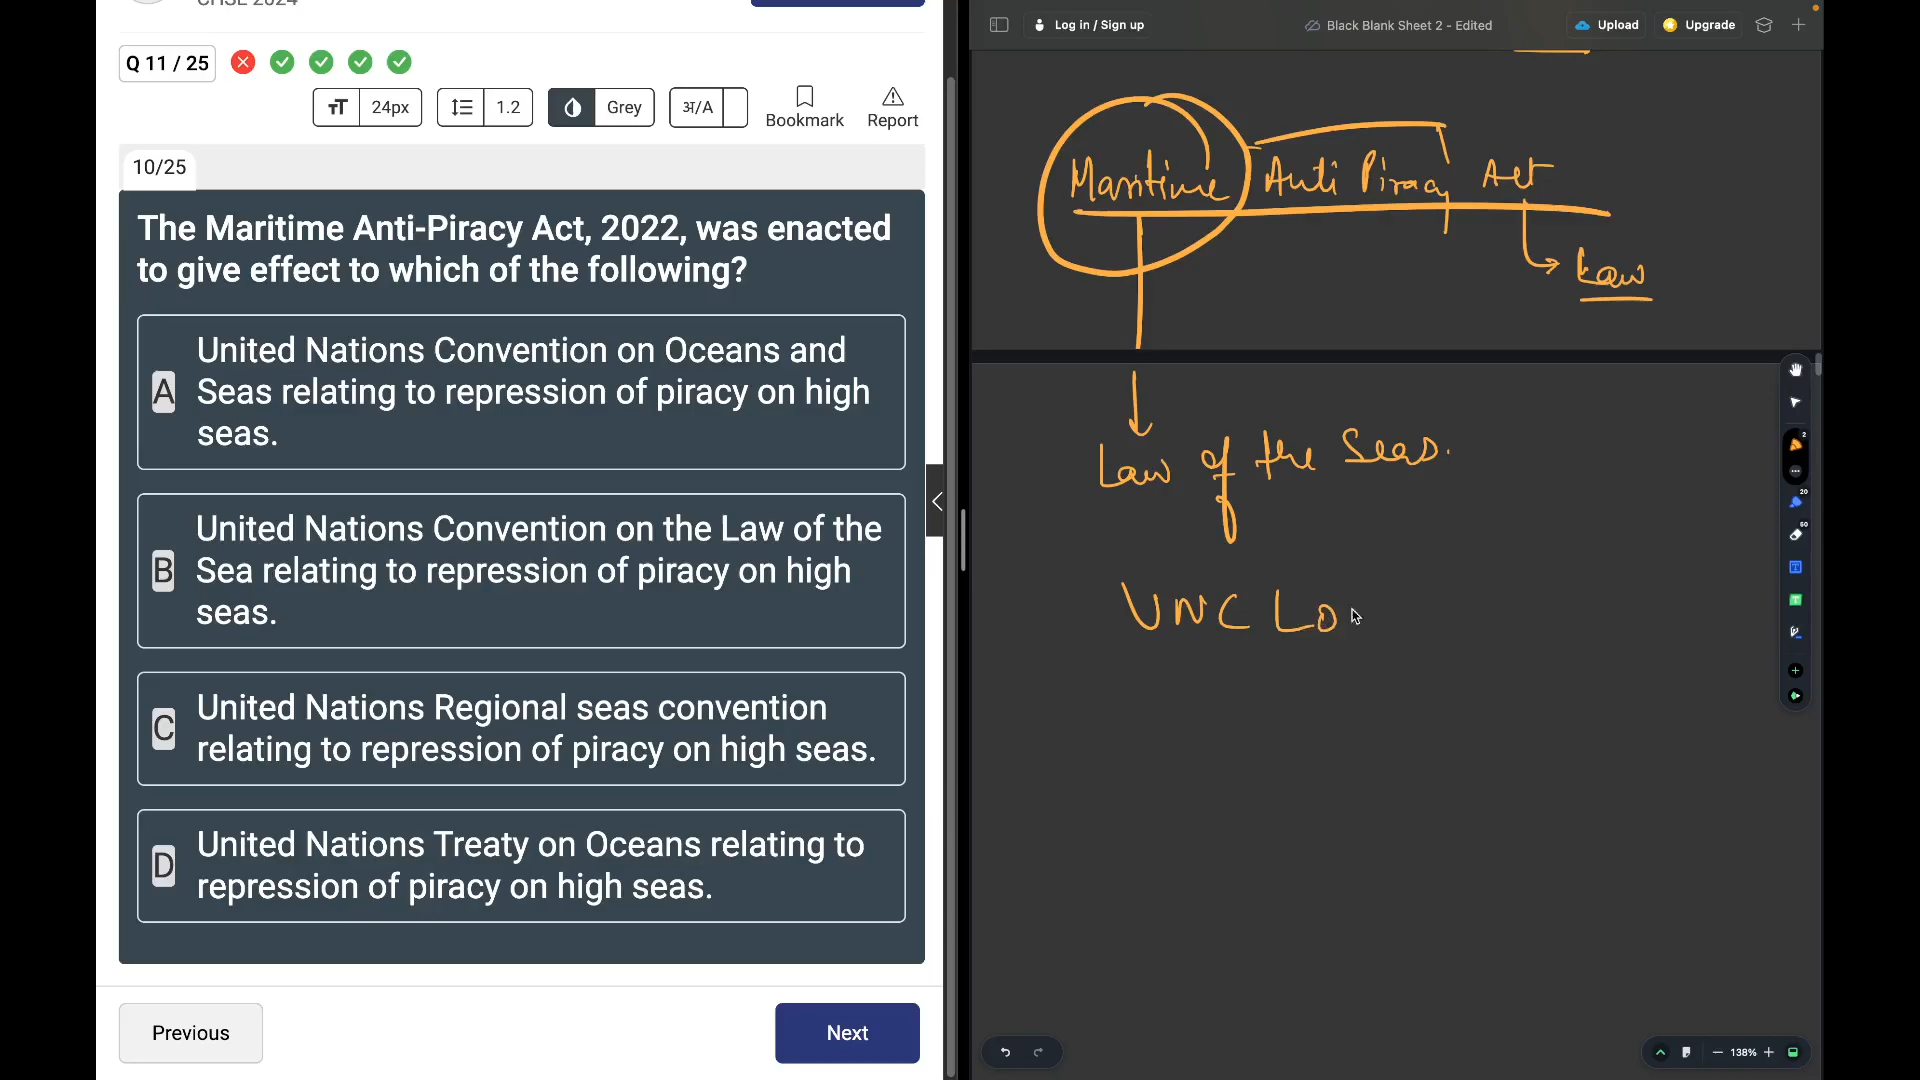 Q 11 / 25
24px
1.2
Grey
अ/A
Bookmark
Report
10/25
The Maritime Anti-Piracy Act, 2022, was enacted
to give effect to which of the following?
A
United Nations Convention on Oceans and
Seas relating to repression of piracy on high
seas.
B
United Nations Convention on the Law of the
Sea relating to repression of piracy on high
seas.
C
United Nations Regional seas convention
relating to repression of piracy on high seas.
D
United Nations Treaty on Oceans relating to
repression of piracy on high seas.
Previous
Next
Log in / Sign up
Black Blank Sheet 2 - Edited
Upload
Upgrade
Maritime Anti Piracy Act
Law
Law of the Seas.
UNC LO
2
20
50
138%